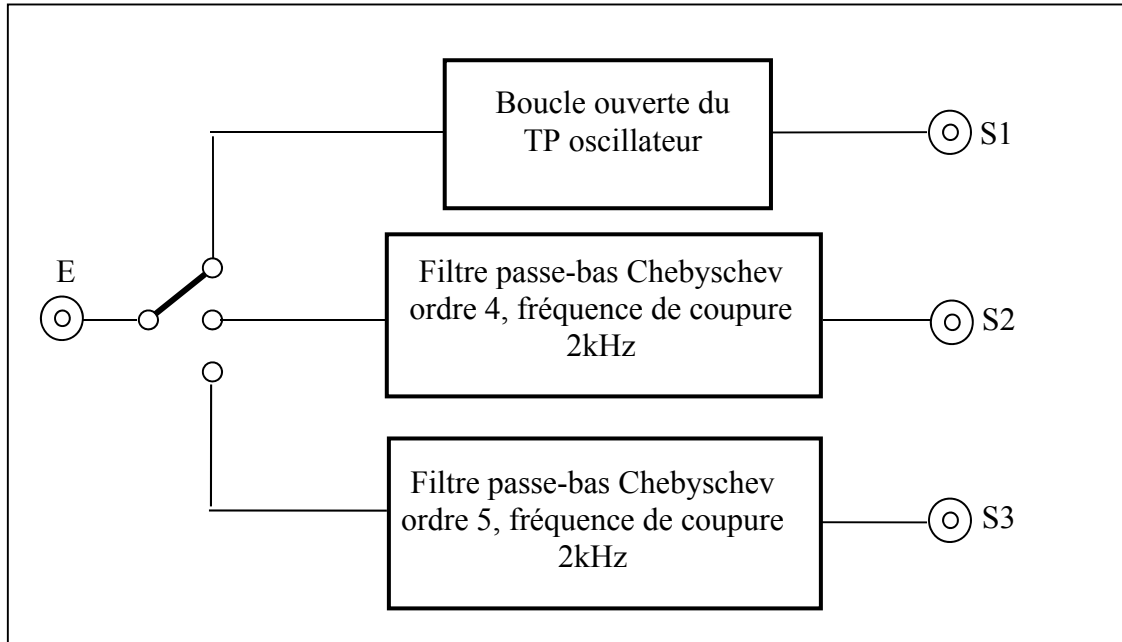 Boucle ouverte du
TP oscillateur
S1
E
Filtre passe-bas Chebyschev
ordre 4, fréquence de coupure
2kHz
S2
Filtre passe-bas Chebyschev
ordre 5, fréquence de coupure
2kHz
S3